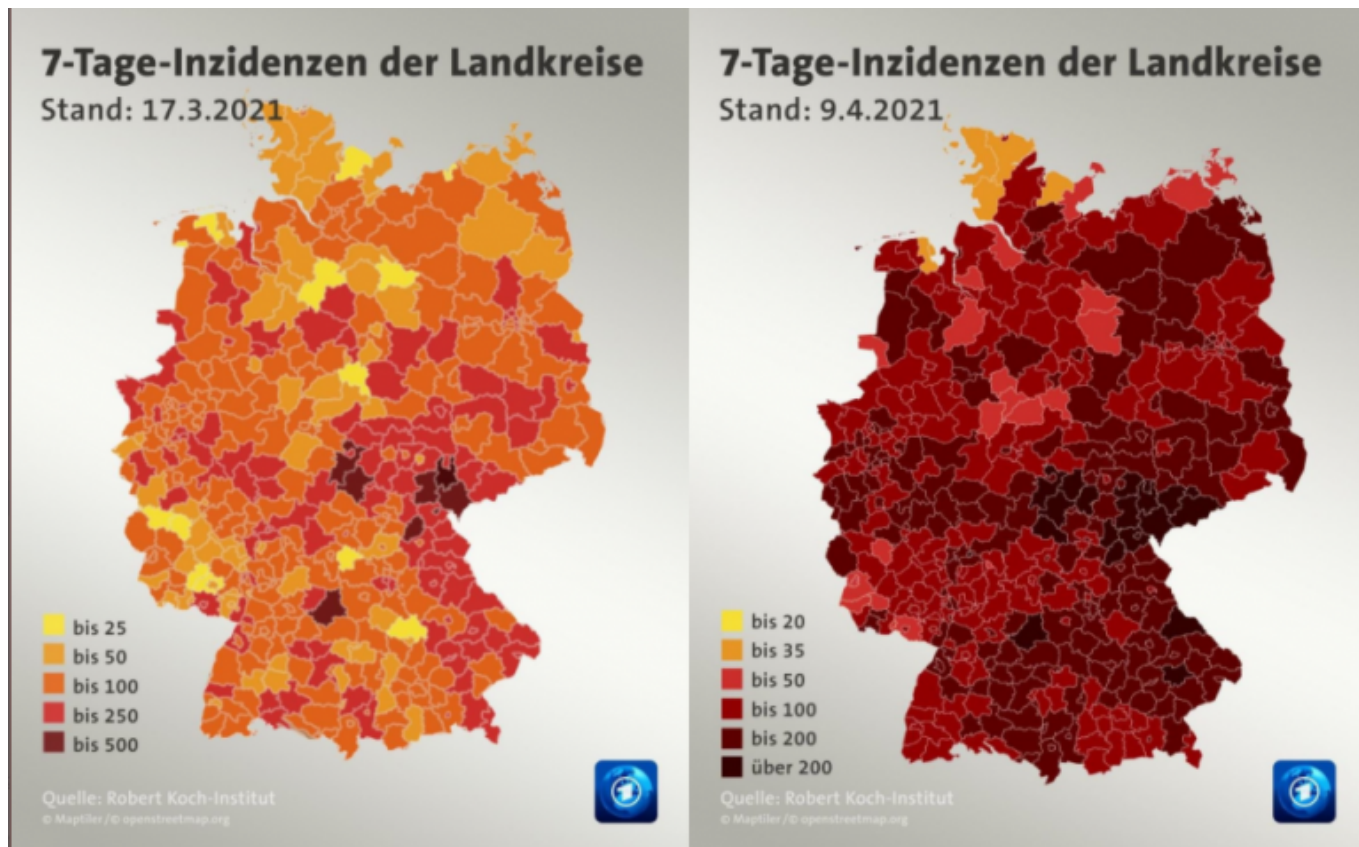 7-Tage-Inzidenzen der Landkreise
Stand: 17.3.2021
bis 25
bis 50
bis 100
bis 250
bis 500
Quelle: Robert Koch-Institut
© Maptiler/© openstreetmap.org
7-Tage-Inzidenzen der Landkreise
Stand: 9.4.2021
bis 20
bis 35
bis 50
bis 100
bis 200
über 200
Quelle: Robert Koch-Institut
© Maptiler/© openstreetmap.org